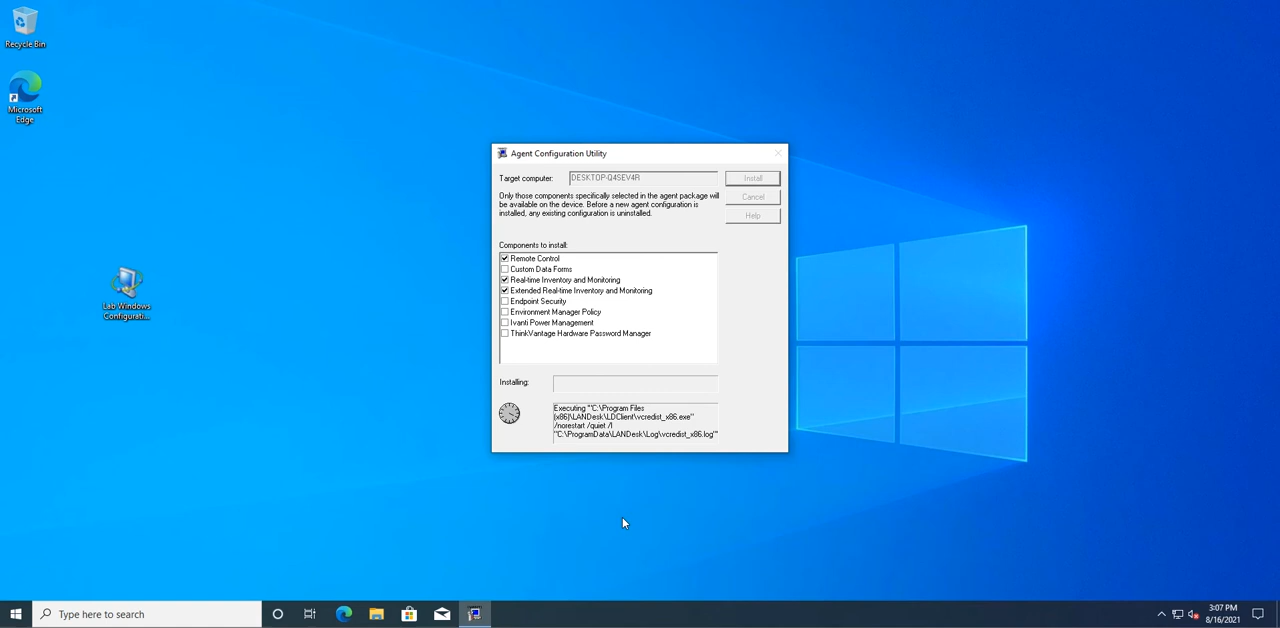 Recycle Bin
Microsoft
Edge
Lab Windows
Configurati...
Agent Configuration Utility
Target computer:
DESKTOP-Q4SEV4R
Install
Only those components specifically selected in the agent package will
be available on the device. Before a new agent configuration is
installed, any existing configuration is uninstalled.
Cancel
Help
Components to install:
Remote Control
Custom Data Forms
Real-time Inventory and Monitoring
Extended Real-time Inventory and Monitoring
Endpoint Security
Environment Manager Policy
Ivanti Power Management
ThinkVantage Hardware Password Manager
Installing:
Executing "'C:\Program Files
(x86)\LANDesk\LDClient\vcredist_x86.exe"
/norestart /quiet /l
"C:\ProgramData\LANDesk\Log\vcredist_x86.log'"
Type here to search
3:07 PM
8/16/2021